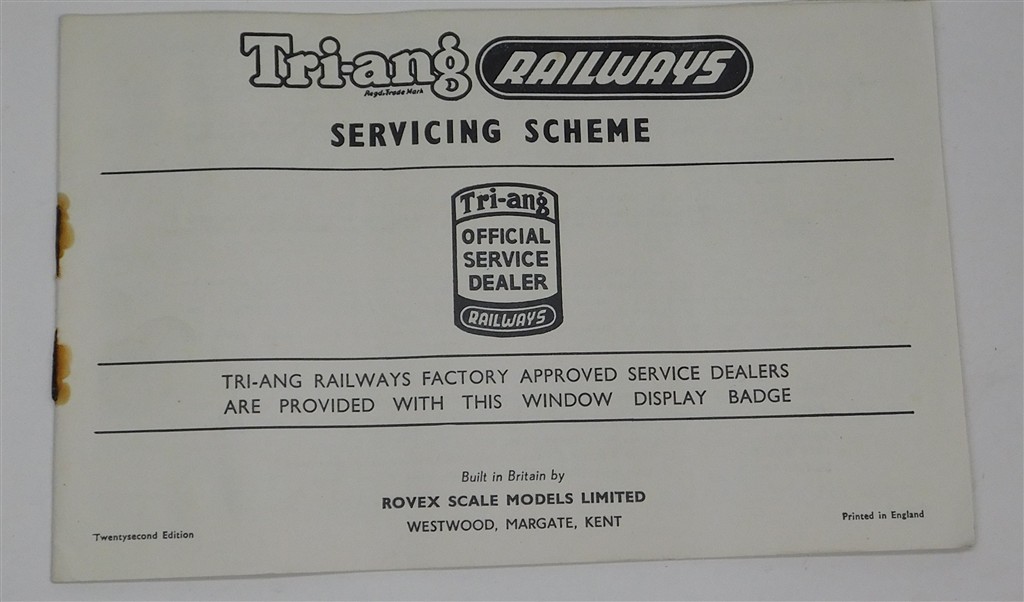 Tri-ang RAILWAYS
Regd. Trade Mark
SERVICING SCHEME
Tri-ang
OFFICIAL
SERVICE
DEALER
RAILWAYS
TRI-ANG RAILWAYS FACTORY APPROVED SERVICE DEALERS
ARE PROVIDED WITH THIS WINDOW DISPLAY BADGE
Built in Britain by
ROVEX SCALE MODELS LIMITED
WESTWOOD, MARGATE, KENT
Twentysecond Edition
Printed in England